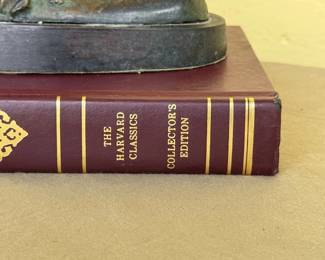 THE
HARVARD
CLASSICS
COLLECTOR'S
EDITION